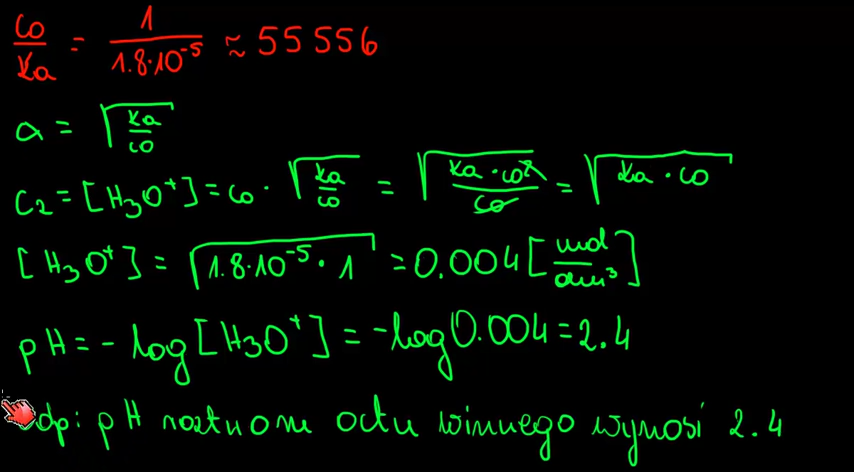 co/Ka = 1/1.8·10⁻⁵ ≈ 55 556
a = √(Ka/co)
C₂ = [H₃O⁺] = co · √(Ka/co) = √(Ka · co²/co) = √(Ka · co)
[H₃O⁺] = √(1.8·10⁻⁵ · 1) = 0.004 [mol/dm³]
pH = - log [H₃O⁺] = -log 0.004 = 2.4
Odp: pH roztworu octu winnego wynosi 2.4